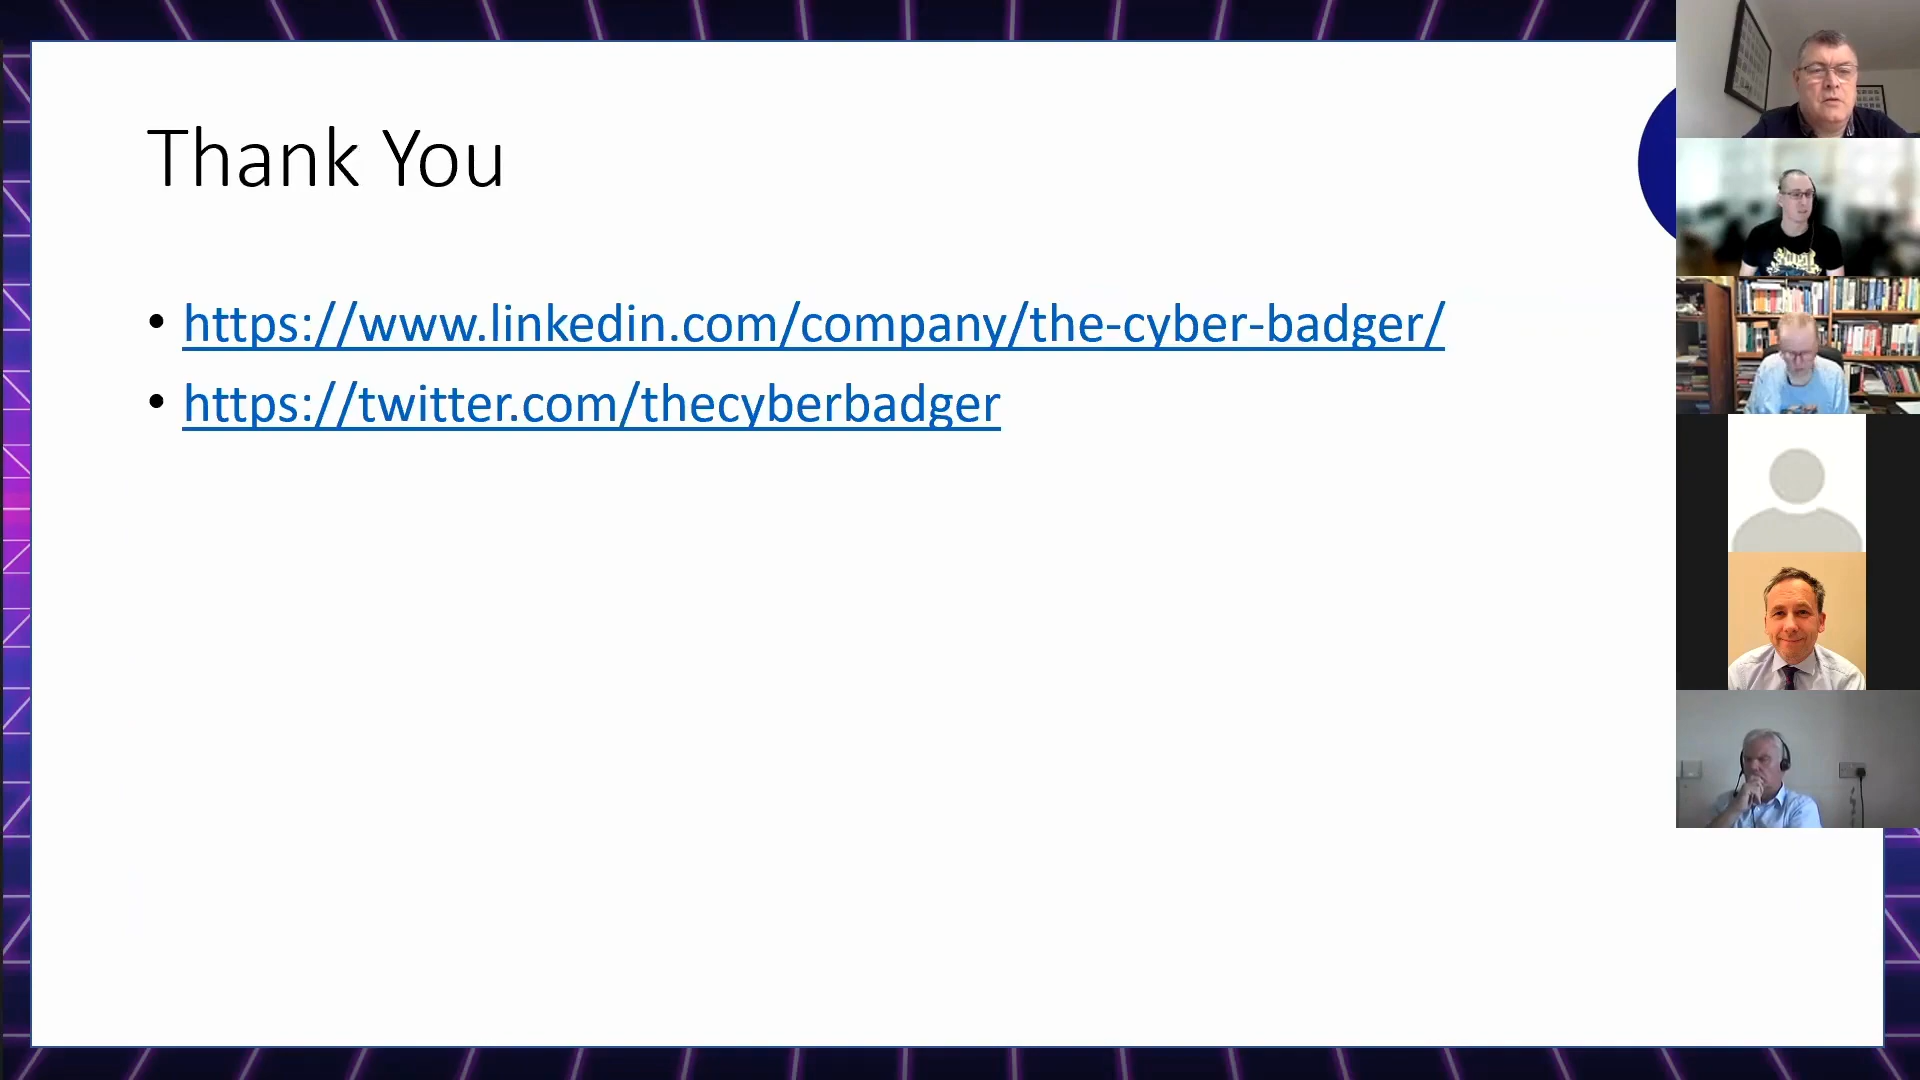 Thank You
• https://www.linkedin.com/company/the-cyber-badger/
• https://twitter.com/thecyberbadger